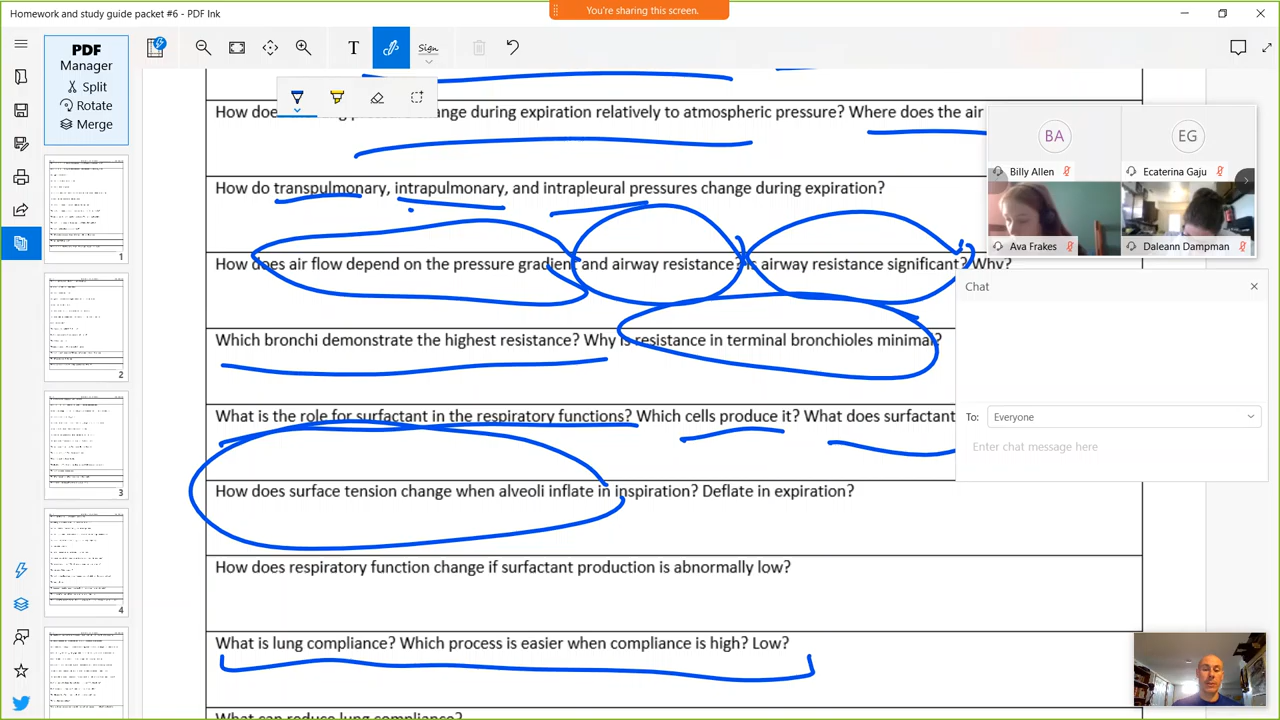 Homework and study guide packet #6 - PDF Ink
You're sharing this screen.
PDF
Manager
Split
Rotate
Merge
T
Sign
1
2
3
4
How doe
change during expiration relatively to atmospheric pressure? Where does the air
How do transpulmonary, intrapulmonary, and intrapleural pressures change during expiration?
How does air flow depend on the pressure gradient and airway resistance? Is airway resistance significant? Why?
Which bronchi demonstrate the highest resistance? Why is resistance in terminal bronchioles minimal?
What is the role for surfactant in the respiratory functions? Which cells produce it? What does surfactant
How does surface tension change when alveoli inflate in inspiration? Deflate in expiration?
How does respiratory function change if surfactant production is abnormally low?
What is lung compliance? Which process is easier when compliance is high? Low?
What can reduce lung compliance?
BA
EG
Billy Allen
Ecaterina Gaju
Ava Frakes
Daleann Dampman
Chat
To: Everyone
Enter chat message here